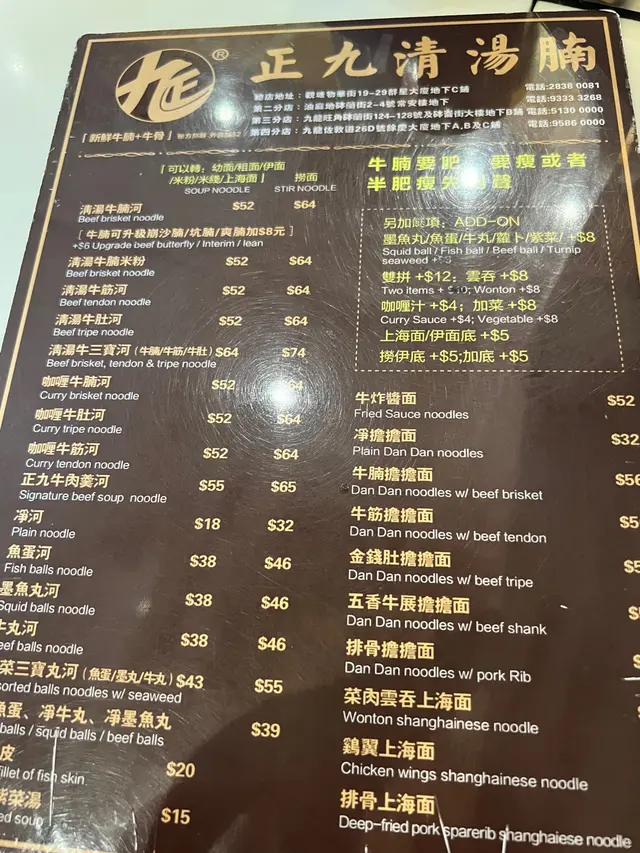 九正®
正九清湯腩
總店地址：觀塘物華街19-29群星大廈地下C舖 電話:2838 0081
第二分店：油麻地砵蘭街2-4號常安樓地下 電話:9333 3268
第三分店：九龍旺角砵蘭街124-128號及砵蘭街大樓地下B舖 電話:5130 0000
第四分店：九龍佐敦道26D號餘慶大廈地下A,B及C舖 電話:9586 0000
「新鮮牛腩+牛骨」
「可以轉：幼面/粗面/伊面
/米粉/米線/上海面」 撈面
SOUP NOODLE STIR NOODLE
清湯牛腩河 $52 $64
Beef brisket noodle
[ 牛腩可升級崩沙腩/坑腩/爽腩加$8元 ]
+$8 Upgrade beef butterfly / Interim / lean
清湯牛腩米粉 $52 $64
Beef brisket noodle
清湯牛筋河 $52 $64
Beef tendon noodle
清湯牛肚河 $52 $64
Beef tripe noodle
清湯牛三寶河（牛腩/牛筋/牛肚） $64 $74
Beef brisket, tendon & tripe noodle
咖喱牛腩河 $52 $64
Curry brisket noodle
咖喱牛肚河 $52 $64
Curry tripe noodle
咖喱牛筋河 $52 $64
Curry tendon noodle
正九牛肉羹河 $55 $65
Signature beef soup noodle
凈河 $18 $32
Plain noodle
魚蛋河 $38 $46
Fish balls noodle
墨魚丸河 $38 $46
Squid balls noodle
牛丸河 $38 $46
eef balls noodle
菜三寶丸河（魚蛋/墨丸/牛丸） $43 $55
sorted balls noodles w/ seaweed
魚蛋、凈牛丸、凈墨魚丸 $39
balls / squid balls / beef balls
皮 $20
illet of fish skin
紫菜湯 $15
ed soup
牛腩要肥 要瘦或者
半肥瘦 聲
另加餸項：ADD-ON
墨魚丸/魚蛋/牛丸/蘿卜/紫菜/ +$8
Squid ball / Fish ball / Beef ball / Turnip
seaweed
雙拼 +$12；雲吞 +$8
Two items + ; Wonton +$8
咖喱汁 +$4；加菜 +$8
Curry Sauce +$4; Vegetable +$8
上海面/伊面底 +$5
撈伊底 +$5;加底 +$5
牛炸醬面 $52
Fried Sauce noodles
凈擔擔面 $32
Plain Dan Dan noodles
牛腩擔擔面 $56
Dan Dan noodles w/ beef brisket
牛筋擔擔面 $5
Dan Dan noodles w/ beef tendon
金錢肚擔擔面 $5
Dan Dan noodles w/ beef tripe
五香牛展擔擔面
Dan Dan noodles w/ beef shank
排骨擔擔面
Dan Dan noodles w/ pork Rib
菜肉雲吞上海面
Wonton shanghainese noodle
鷄翼上海面
Chicken wings shanghainese noodle
排骨上海面
Deep-fried pork sparerib shanghaiese noodle